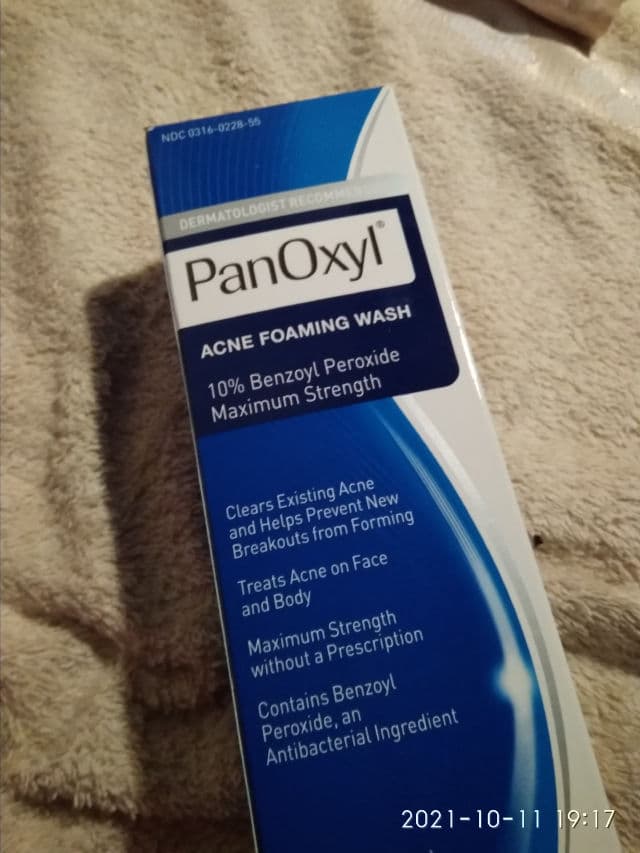 NDC 0316-0228-55
DERMATOLOGIST RECOMMEN
PanOxyl®
ACNE FOAMING WASH
10% Benzoyl Peroxide
Maximum Strength
Clears Existing Acne
and Helps Prevent New
Breakouts from Forming
Treats Acne on Face
and Body
Maximum Strength
without a Prescription
Contains Benzoyl
Peroxide, an
Antibacterial Ingredient
2021-10-11 19:17